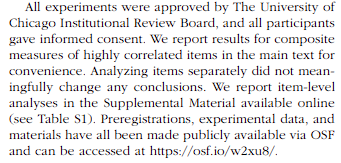 All experiments were approved by The University of
Chicago Institutional Review Board, and all participants
gave informed consent. We report results for composite
measures of highly correlated items in the main text for
convenience. Analyzing items separately did not mean-
ingfully change any conclusions. We report item-level
analyses in the Supplemental Material available online
(see Table S1). Preregistrations, experimental data, and
materials have all been made publicly available via OSF
and can be accessed at https://osf.io/w2xu8/.